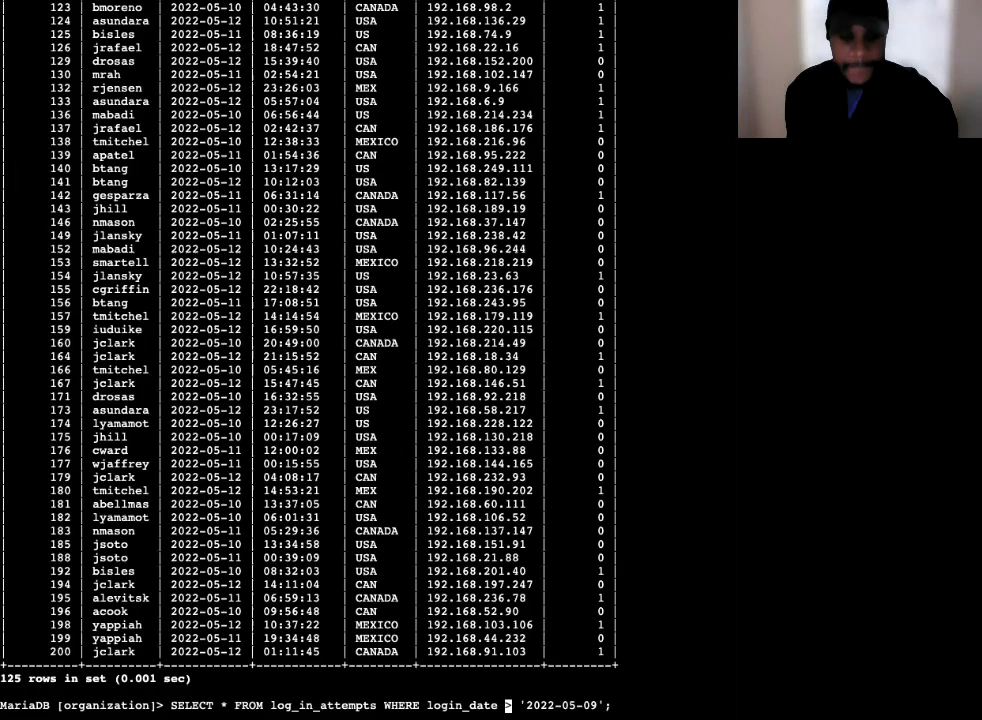 | 123 | bmoreno | 2022-05-10 | 04:43:30 | CANADA | 192.168.98.2 | 1 |
| 124 | asundara | 2022-05-10 | 10:51:21 | USA | 192.168.136.29 | 1 |
| 125 | bisles | 2022-05-11 | 08:36:19 | US | 192.168.74.9 | 1 |
| 126 | jrafael | 2022-05-12 | 18:47:52 | CAN | 192.168.22.16 | 1 |
| 129 | drosas | 2022-05-12 | 15:39:40 | USA | 192.168.152.200 | 0 |
| 130 | mrah | 2022-05-11 | 02:54:21 | USA | 192.168.102.147 | 0 |
| 132 | rjensen | 2022-05-12 | 23:26:03 | MEX | 192.168.9.166 | 1 |
| 133 | asundara | 2022-05-12 | 05:57:04 | USA | 192.168.6.9 | 1 |
| 136 | mabadi | 2022-05-10 | 06:56:44 | US | 192.168.214.234 | 1 |
| 137 | jrafael | 2022-05-12 | 02:42:37 | CAN | 192.168.186.176 | 1 |
| 138 | tmitchel | 2022-05-10 | 12:38:33 | MEXICO | 192.168.216.96 | 0 |
| 139 | apatel | 2022-05-11 | 01:54:36 | CAN | 192.168.95.222 | 1 |
| 140 | btang | 2022-05-10 | 13:17:29 | US | 192.168.249.111 | 0 |
| 141 | btang | 2022-05-12 | 10:12:03 | USA | 192.168.82.139 | 0 |
| 142 | gesparza | 2022-05-11 | 06:31:14 | CANADA | 192.168.117.56 | 1 |
| 143 | jhill | 2022-05-11 | 00:30:22 | USA | 192.168.189.19 | 0 |
| 146 | nmason | 2022-05-10 | 02:25:55 | CANADA | 192.168.37.147 | 0 |
| 149 | jlansky | 2022-05-11 | 01:07:11 | USA | 192.168.238.42 | 0 |
| 152 | mabadi | 2022-05-12 | 10:24:43 | USA | 192.168.96.244 | 0 |
| 153 | smartell | 2022-05-12 | 13:32:52 | MEXICO | 192.168.218.219 | 0 |
| 154 | jlansky | 2022-05-12 | 10:57:35 | US | 192.168.23.63 | 1 |
| 155 | cgriffin | 2022-05-12 | 22:18:42 | USA | 192.168.236.176 | 0 |
| 156 | btang | 2022-05-11 | 17:08:51 | USA | 192.168.243.95 | 0 |
| 157 | tmitchel | 2022-05-12 | 14:14:54 | MEXICO | 192.168.179.119 | 1 |
| 159 | iuduike | 2022-05-12 | 16:59:50 | USA | 192.168.220.115 | 0 |
| 160 | jclark | 2022-05-10 | 20:49:00 | CANADA | 192.168.214.49 | 0 |
| 164 | jclark | 2022-05-12 | 21:15:52 | CAN | 192.168.18.34 | 1 |
| 166 | tmitchel | 2022-05-10 | 05:45:16 | MEX | 192.168.80.129 | 0 |
| 167 | jclark | 2022-05-12 | 15:47:45 | CAN | 192.168.146.51 | 1 |
| 171 | drosas | 2022-05-10 | 16:32:55 | USA | 192.168.92.218 | 0 |
| 173 | asundara | 2022-05-12 | 23:17:52 | US | 192.168.58.217 | 1 |
| 174 | lyamamot | 2022-05-10 | 12:26:27 | US | 192.168.228.122 | 0 |
| 175 | jhill | 2022-05-12 | 00:17:09 | USA | 192.168.130.218 | 0 |
| 176 | cward | 2022-05-11 | 12:00:02 | MEX | 192.168.133.88 | 0 |
| 177 | wjaffrey | 2022-05-11 | 00:15:55 | USA | 192.168.144.165 | 0 |
| 179 | jclark | 2022-05-12 | 04:08:17 | CAN | 192.168.232.93 | 0 |
| 180 | tmitchel | 2022-05-12 | 14:53:21 | MEX | 192.168.190.202 | 1 |
| 181 | abellmas | 2022-05-10 | 13:37:05 | CAN | 192.168.60.111 | 0 |
| 182 | lyamamot | 2022-05-10 | 06:01:31 | USA | 192.168.106.52 | 0 |
| 183 | nmason | 2022-05-11 | 05:29:36 | CANADA | 192.168.137.147 | 0 |
| 185 | jsoto | 2022-05-10 | 13:34:58 | USA | 192.168.151.91 | 0 |
| 188 | jsoto | 2022-05-11 | 00:39:09 | USA | 192.168.21.88 | 0 |
| 192 | bisles | 2022-05-10 | 08:32:03 | USA | 192.168.201.40 | 1 |
| 194 | jclark | 2022-05-12 | 14:11:04 | CAN | 192.168.197.247 | 0 |
| 195 | alevitsk | 2022-05-11 | 06:59:13 | CANADA | 192.168.236.78 | 1 |
| 196 | acook | 2022-05-10 | 09:56:48 | CAN | 192.168.52.90 | 0 |
| 198 | yappiah | 2022-05-12 | 10:37:22 | MEXICO | 192.168.103.106 | 1 |
| 199 | yappiah | 2022-05-11 | 19:34:48 | MEXICO | 192.168.44.232 | 0 |
| 200 | jclark | 2022-05-12 | 01:11:45 | CANADA | 192.168.91.103 | 1 |
+----------+----------+------------+------------+---------+-----------------+---------+
125 rows in set (0.001 sec)
MariaDB [organization]> SELECT * FROM log_in_attempts WHERE login_date > '2022-05-09';